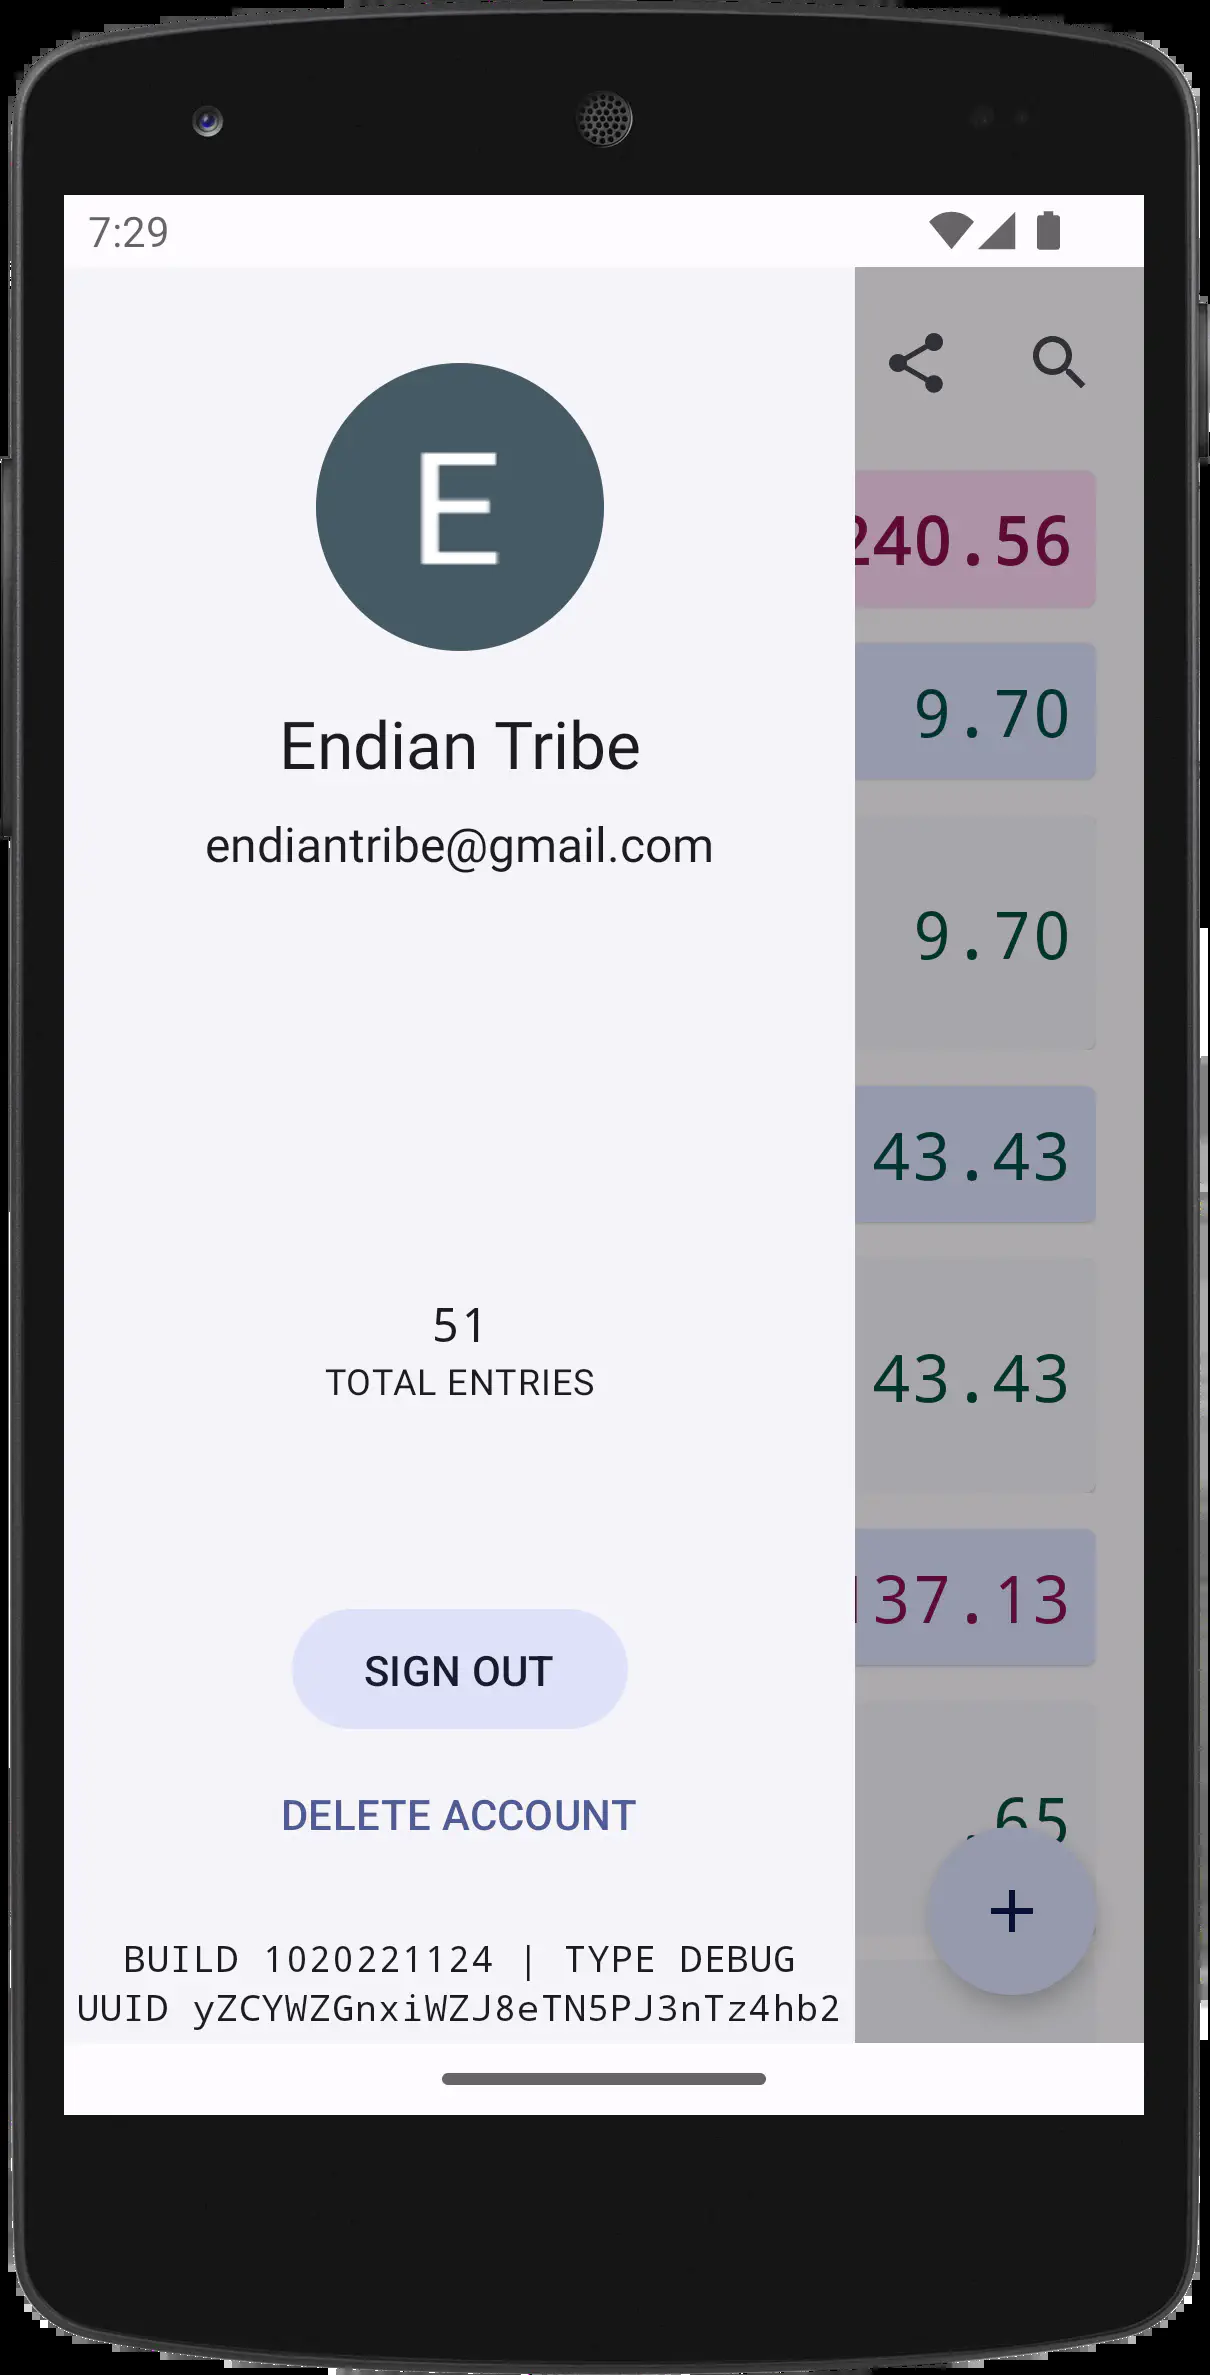 7:29
E
Endian Tribe
endiantribe@gmail.com
51
TOTAL ENTRIES
SIGN OUT
DELETE ACCOUNT
BUILD 1020221124 | TYPE DEBUG
UUID yZCYWZGnxiWZJ8eTN5PJ3nTz4hb2
240.56
9.70
9.70
43.43
43.43
137.13
.65
+